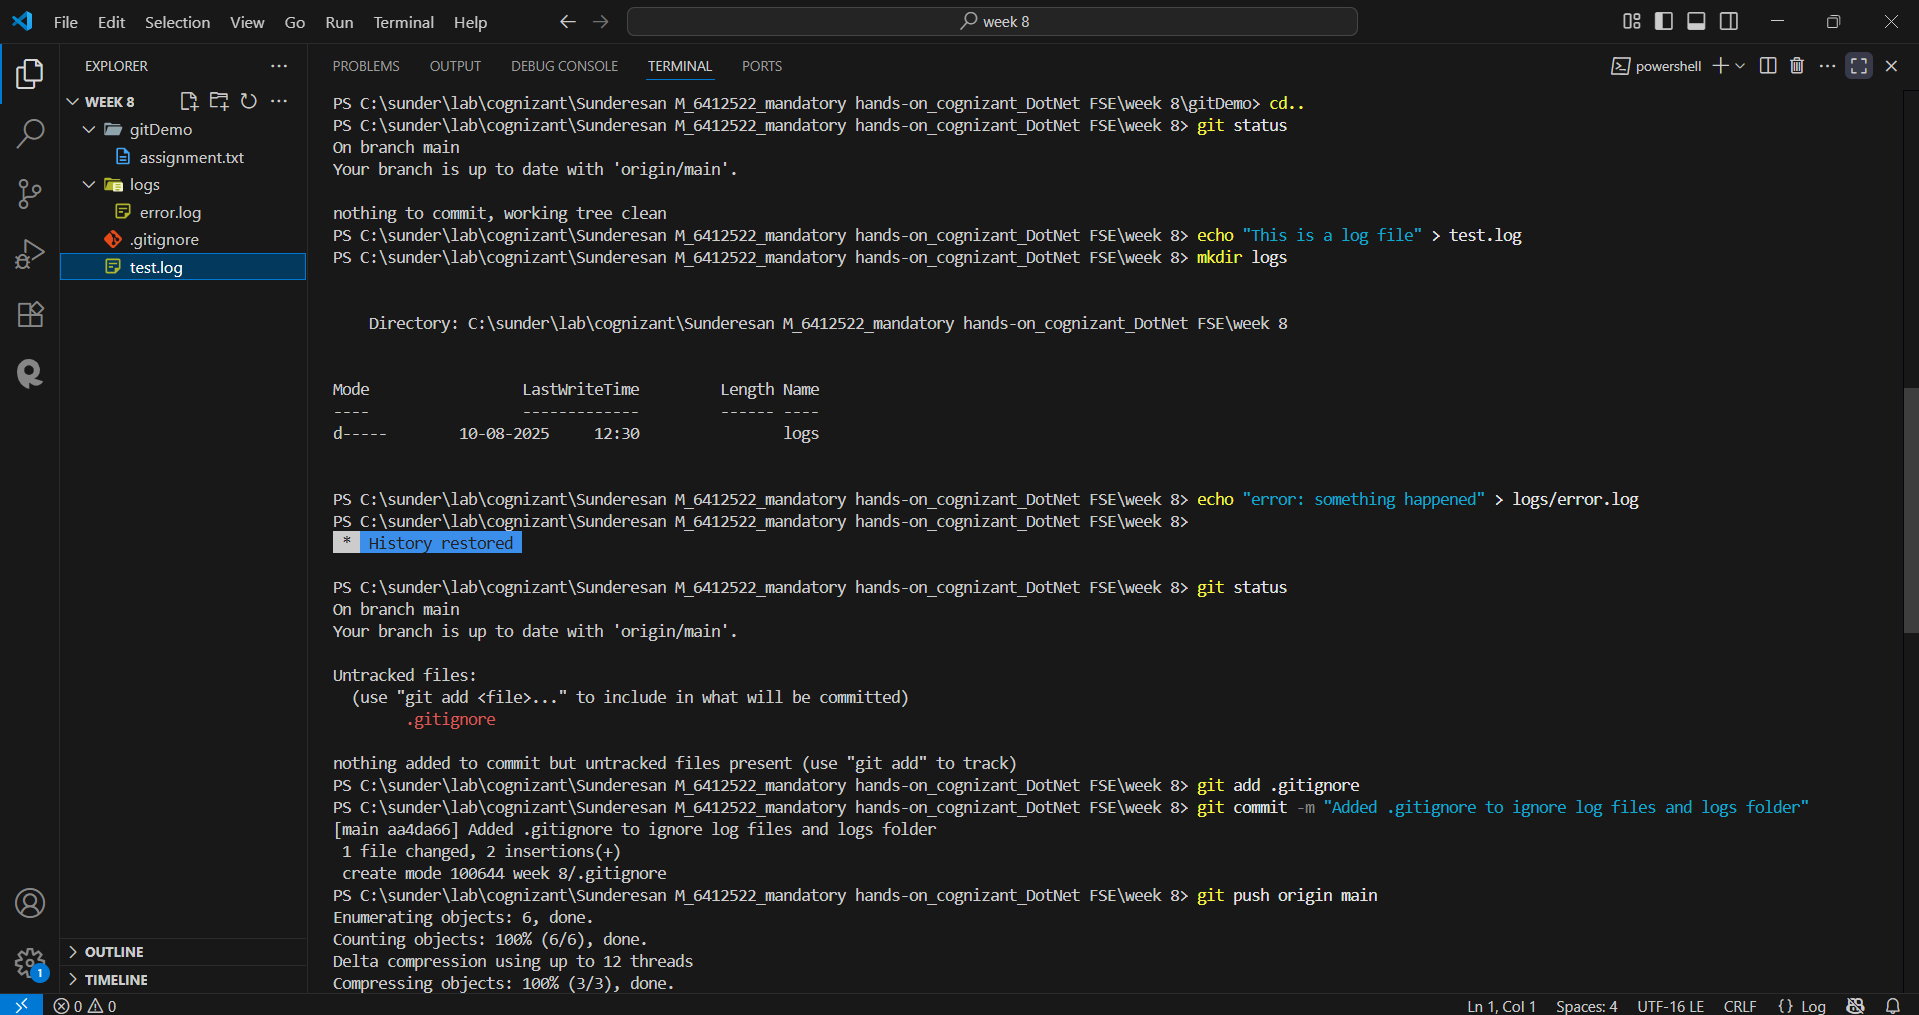 File Edit Selection View Go Run Terminal Help
week 8
EXPLORER
WEEK 8
gitDemo
assignment.txt
logs
error.log
.gitignore
test.log
OUTLINE
TIMELINE
PROBLEMS OUTPUT DEBUG CONSOLE TERMINAL PORTS
powershell
PS C:\sunder\lab\cognizant\Sunderesan M_6412522_mandatory hands-on_cognizant_DotNet FSE\week 8\gitDemo> cd..
PS C:\sunder\lab\cognizant\Sunderesan M_6412522_mandatory hands-on_cognizant_DotNet FSE\week 8> git status
On branch main
Your branch is up to date with 'origin/main'.
nothing to commit, working tree clean
PS C:\sunder\lab\cognizant\Sunderesan M_6412522_mandatory hands-on_cognizant_DotNet FSE\week 8> echo "This is a log file" > test.log
PS C:\sunder\lab\cognizant\Sunderesan M_6412522_mandatory hands-on_cognizant_DotNet FSE\week 8> mkdir logs
Directory: C:\sunder\lab\cognizant\Sunderesan M_6412522_mandatory hands-on_cognizant_DotNet FSE\week 8
Mode LastWriteTime Length Name
---- ------------- ------ ----
d----- 10-08-2025 12:30 logs
PS C:\sunder\lab\cognizant\Sunderesan M_6412522_mandatory hands-on_cognizant_DotNet FSE\week 8> echo "error: something happened" > logs/error.log
PS C:\sunder\lab\cognizant\Sunderesan M_6412522_mandatory hands-on_cognizant_DotNet FSE\week 8>
* History restored
PS C:\sunder\lab\cognizant\Sunderesan M_6412522_mandatory hands-on_cognizant_DotNet FSE\week 8> git status
On branch main
Your branch is up to date with 'origin/main'.
Untracked files:
(use "git add <file>..." to include in what will be committed)
.gitignore
nothing added to commit but untracked files present (use "git add" to track)
PS C:\sunder\lab\cognizant\Sunderesan M_6412522_mandatory hands-on_cognizant_DotNet FSE\week 8> git add .gitignore
PS C:\sunder\lab\cognizant\Sunderesan M_6412522_mandatory hands-on_cognizant_DotNet FSE\week 8> git commit -m "Added .gitignore to ignore log files and logs folder"
[main aa4da66] Added .gitignore to ignore log files and logs folder
1 file changed, 2 insertions(+)
create mode 100644 week 8/.gitignore
PS C:\sunder\lab\cognizant\Sunderesan M_6412522_mandatory hands-on_cognizant_DotNet FSE\week 8> git push origin main
Enumerating objects: 6, done.
Counting objects: 100% (6/6), done.
Delta compression using up to 12 threads
Compressing objects: 100% (3/3), done.
1
0 0
Ln 1, Col 1 Spaces: 4 UTF-16 LE CRLF {} Log